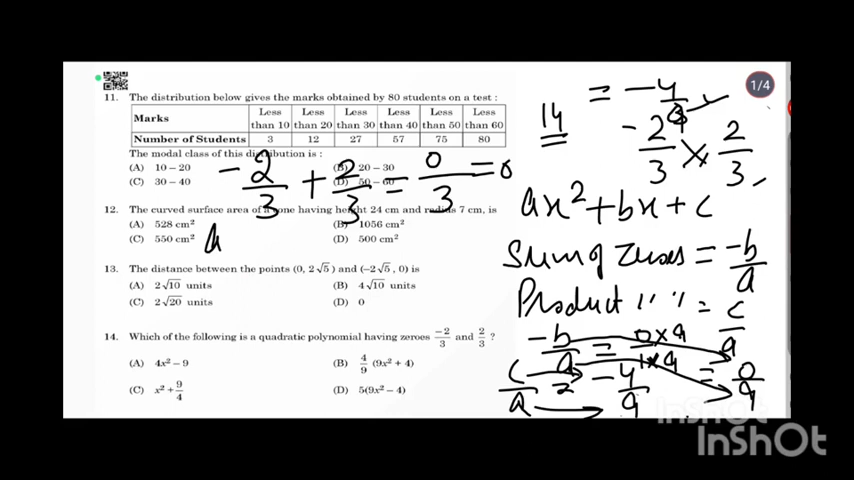 1/4
11. The distribution below gives the marks obtained by 80 students on a test :
Marks Less than 10 Less than 20 Less than 30 Less than 40 Less than 50 Less than 60
Number of Students 3 12 27 57 75 80
The modal class of this distribution is :
(A) 10 – 20 (B) 20 – 30
(C) 30 – 40 (D) 50 – 60
12. The curved surface area of a cone having height 24 cm and radius 7 cm, is
(A) 528 cm² (B) 1056 cm²
(C) 550 cm² (D) 500 cm²
13. The distance between the points (0, 2√5) and (–2√5, 0) is
(A) 2√10 units (B) 4√10 units
(C) 2√20 units (D) 0
14. Which of the following is a quadratic polynomial having zeroes –2/3 and 2/3 ?
(A) 4x² – 9 (B) 4/9 (9x² + 4)
(C) x² + 9/4 (D) 5(9x² – 4)
-2/3 + 2/3 = 0/3 = 0
14
= -4/9
-2/3 × 2/3
ax² + bx + c
Sum of zeroes = -b/a
Product '' '' = c/a
-b/a = 0×9/1×9 = 0/9
c/a = -4/9
InShOt
InShOt